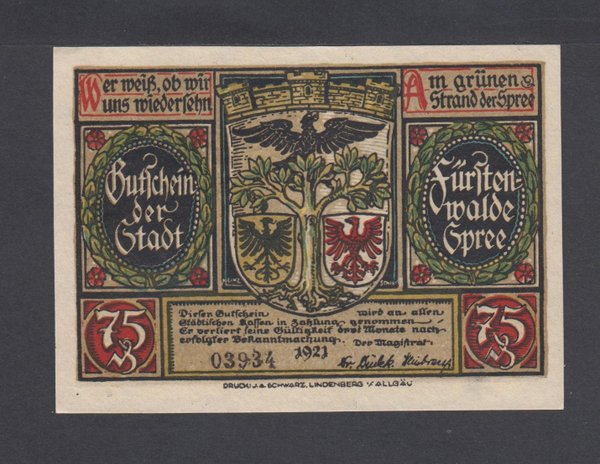 Wer weiß, ob wir
uns wiedersehn
Am grünen
Strand der Spree
Gutschein
der
Stadt
Fürsten-
walde
Spree
75
₰
75
₰
Dieser Gutschein wird an allen
Städtischen Kassen in Zahlung genommen
Er verliert seine Gültigkeit drei Monate nach
erfolgter Bekanntmachung. Der Magistrat
03934 1921
DRUCK: J.A. SCHWARZ, LINDENBERG I/ALLGÄU